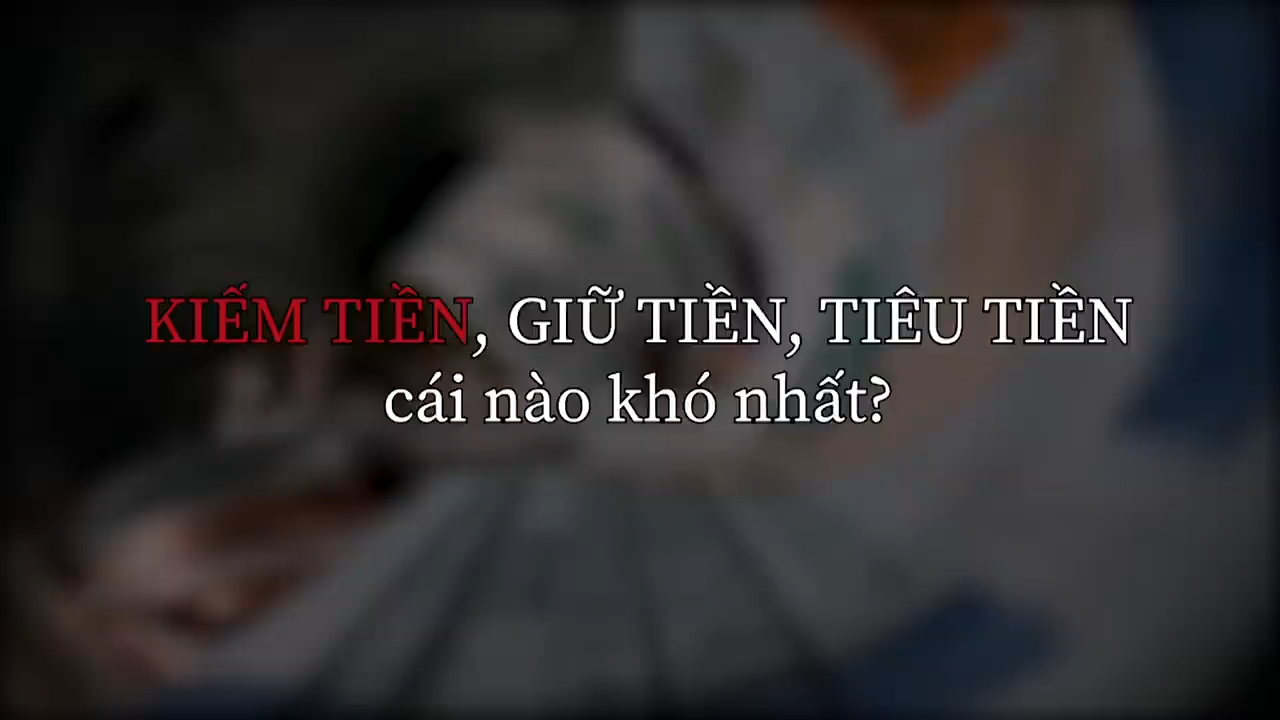 KIẾM TIỀN, GIỮ TIỀN, TIÊU TIỀN
cái nào khó nhất?